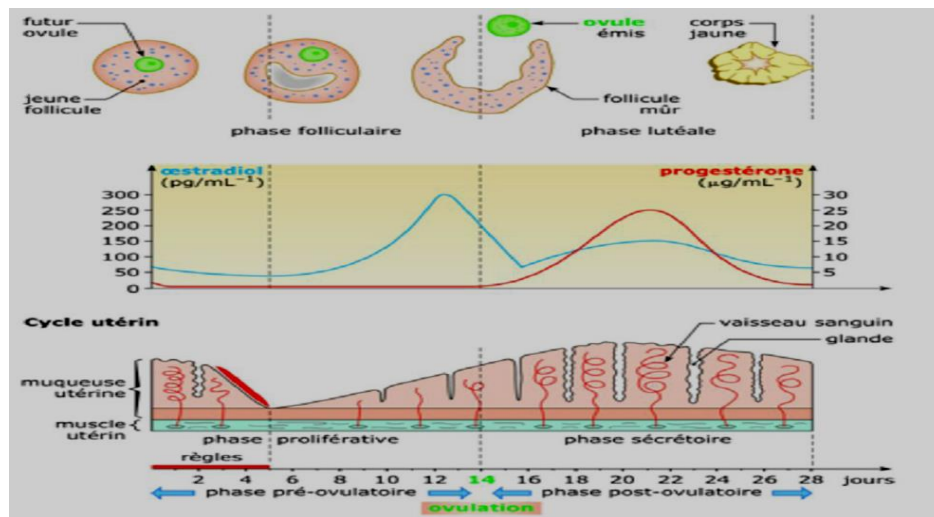 futur
ovule
ovule
émis
corps
jaune
jeune
follicule
follicule
mûr
phase folliculaire
phase lutéale
œstradiol
(pg/mL⁻¹)
progestérone
(µg/mL⁻¹)
300
250
200
150
100
50
0
30
25
20
15
10
5
Cycle utérin
vaisseau sanguin
glande
muqueuse
utérine
muscle
utérin
phase proliférative
phase sécrétoire
règles
2 4 6 8 10 12 14 16 18 20 22 24 26 28 jours
phase pré-ovulatoire
phase post-ovulatoire
ovulation